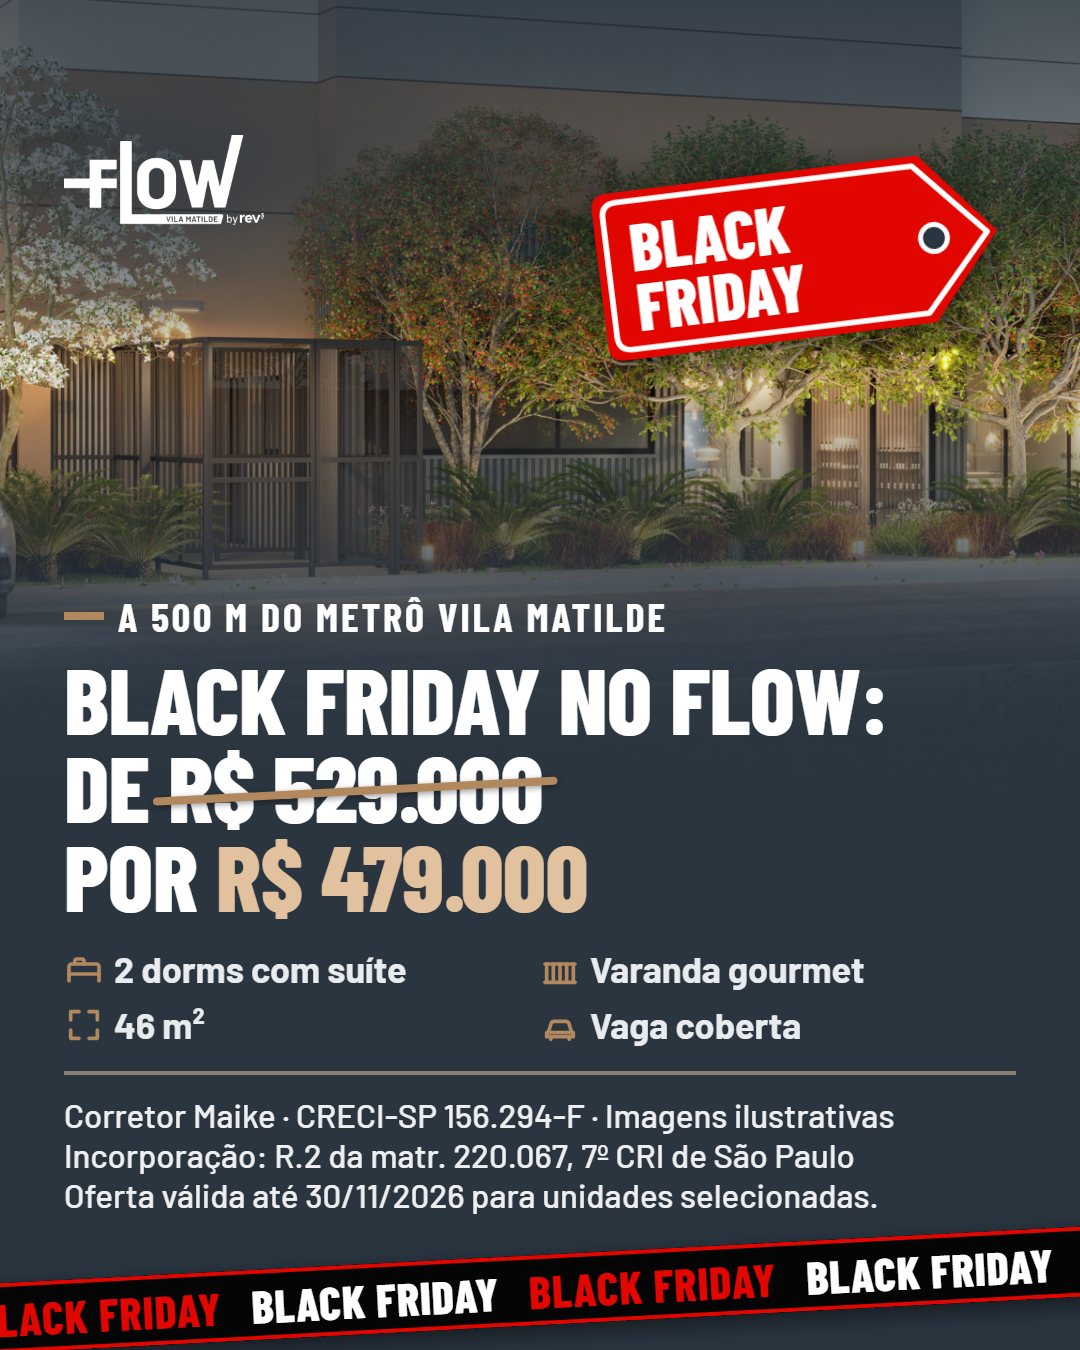 FLOW
VILA MATILDE by rev³
BLACK
FRIDAY
A 500 M DO METRÔ VILA MATILDE
BLACK FRIDAY NO FLOW:
DE R$ 529.000
POR R$ 479.000
2 dorms com suíte
Varanda gourmet
46 m²
Vaga coberta
Corretor Maike · CRECI-SP 156.294-F · Imagens ilustrativas
Incorporação: R.2 da matr. 220.067, 7º CRI de São Paulo
Oferta válida até 30/11/2026 para unidades selecionadas.
LACK FRIDAY BLACK FRIDAY BLACK FRIDAY BLACK FRIDAY